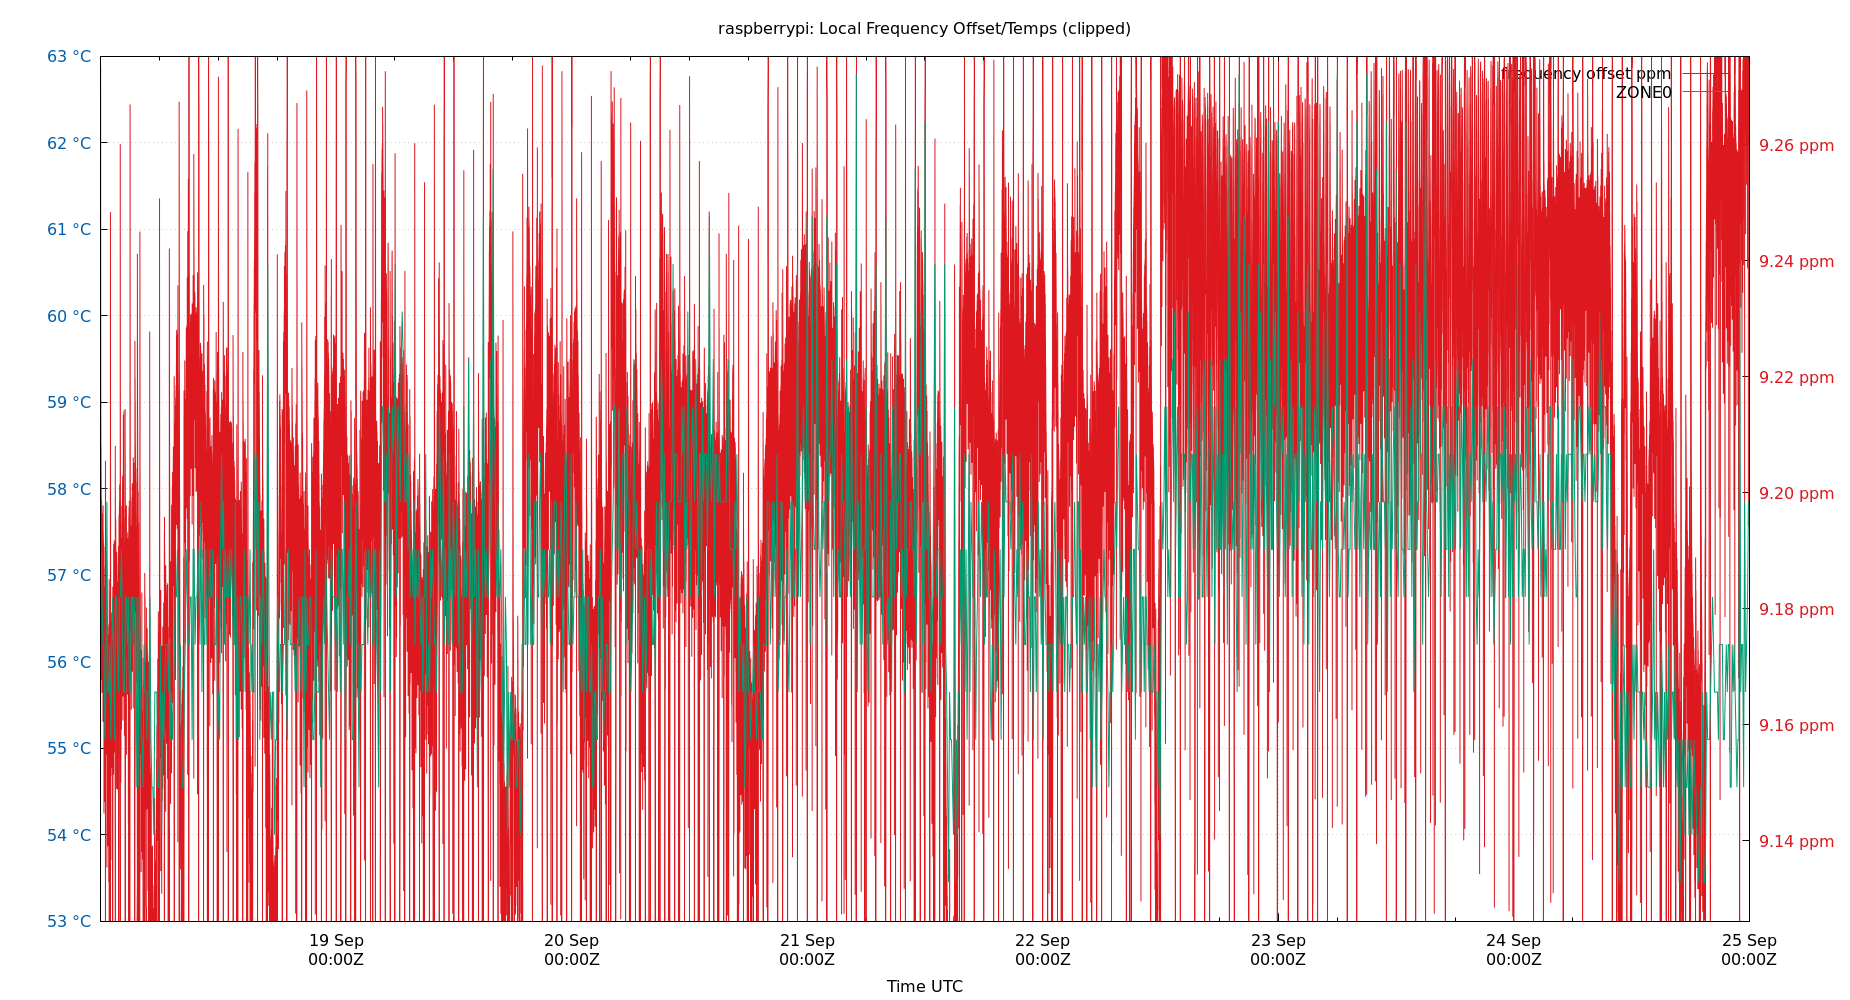 raspberrypi: Local Frequency Offset/Temps (clipped)
63 °C
62 °C
61 °C
60 °C
59 °C
58 °C
57 °C
56 °C
55 °C
54 °C
53 °C
frequency offset ppm
ZONE0
9.26 ppm
9.24 ppm
9.22 ppm
9.20 ppm
9.18 ppm
9.16 ppm
9.14 ppm
19 Sep 20 Sep 21 Sep 22 Sep 23 Sep 24 Sep 25 Sep
00:00Z 00:00Z 00:00Z 00:00Z 00:00Z 00:00Z 00:00Z
Time UTC